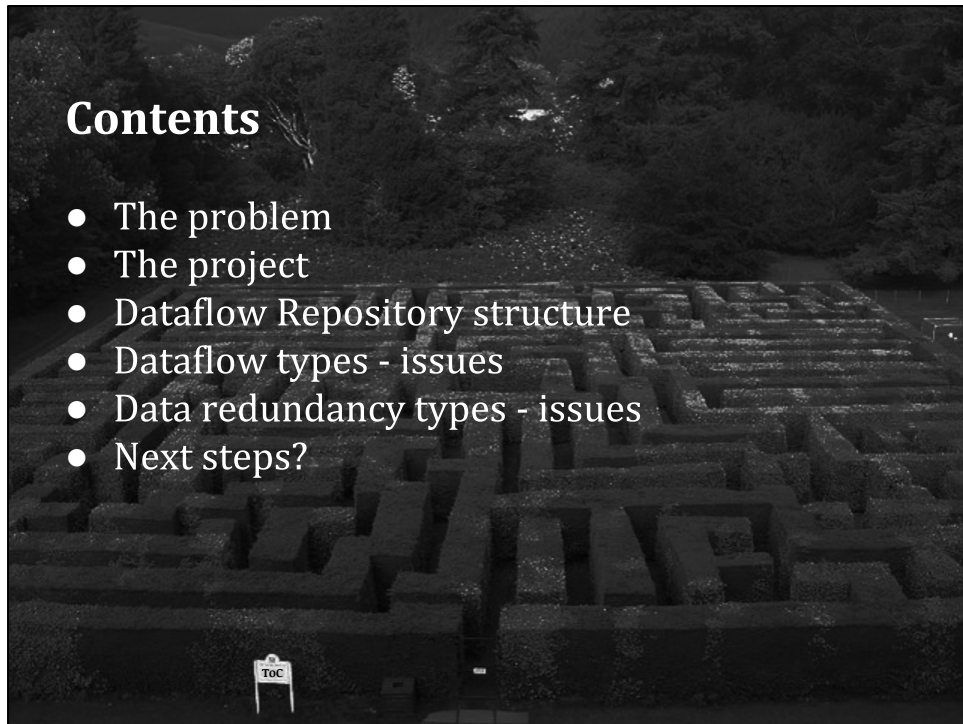 Contents
● The problem
● The project
● Dataflow Repository structure
● Dataflow types - issues
● Data redundancy types - issues
● Next steps?
ToC